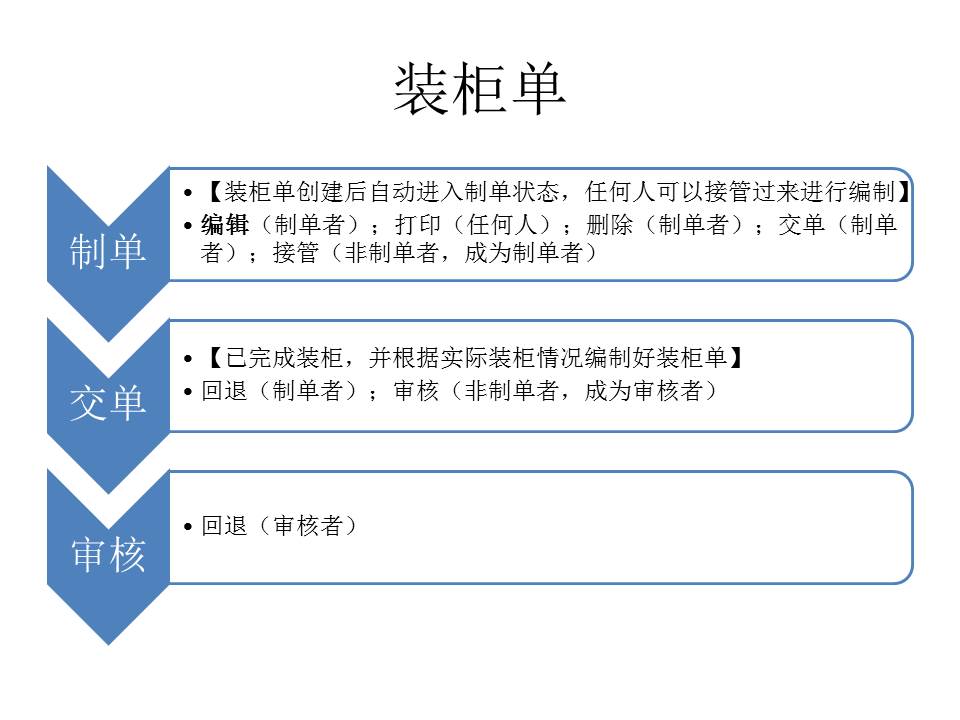 装柜单
制单
•【装柜单创建后自动进入制单状态，任何人可以接管过来进行编制】
•编辑（制单者）；打印（任何人）；删除（制单者）；交单（制单
者）；接管（非制单者，成为制单者）
交单
•【已完成装柜，并根据实际装柜情况编制好装柜单】
•回退（制单者）；审核（非制单者，成为审核者）
审核
•回退（审核者）